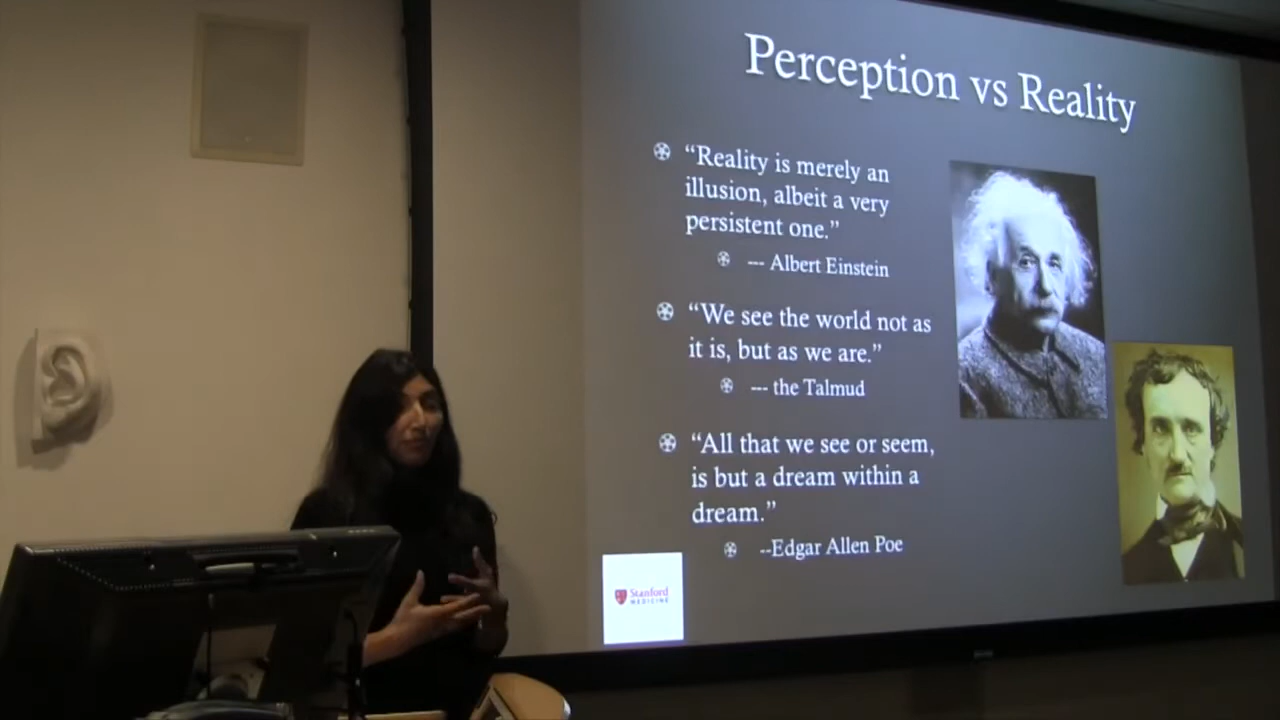 Perception vs Reality
“Reality is merely an
illusion, albeit a very
persistent one.”
--- Albert Einstein
“We see the world not as
it is, but as we are.”
--- the Talmud
“All that we see or seem,
is but a dream within a
dream.”
--Edgar Allen Poe
Stanford
MEDICINE